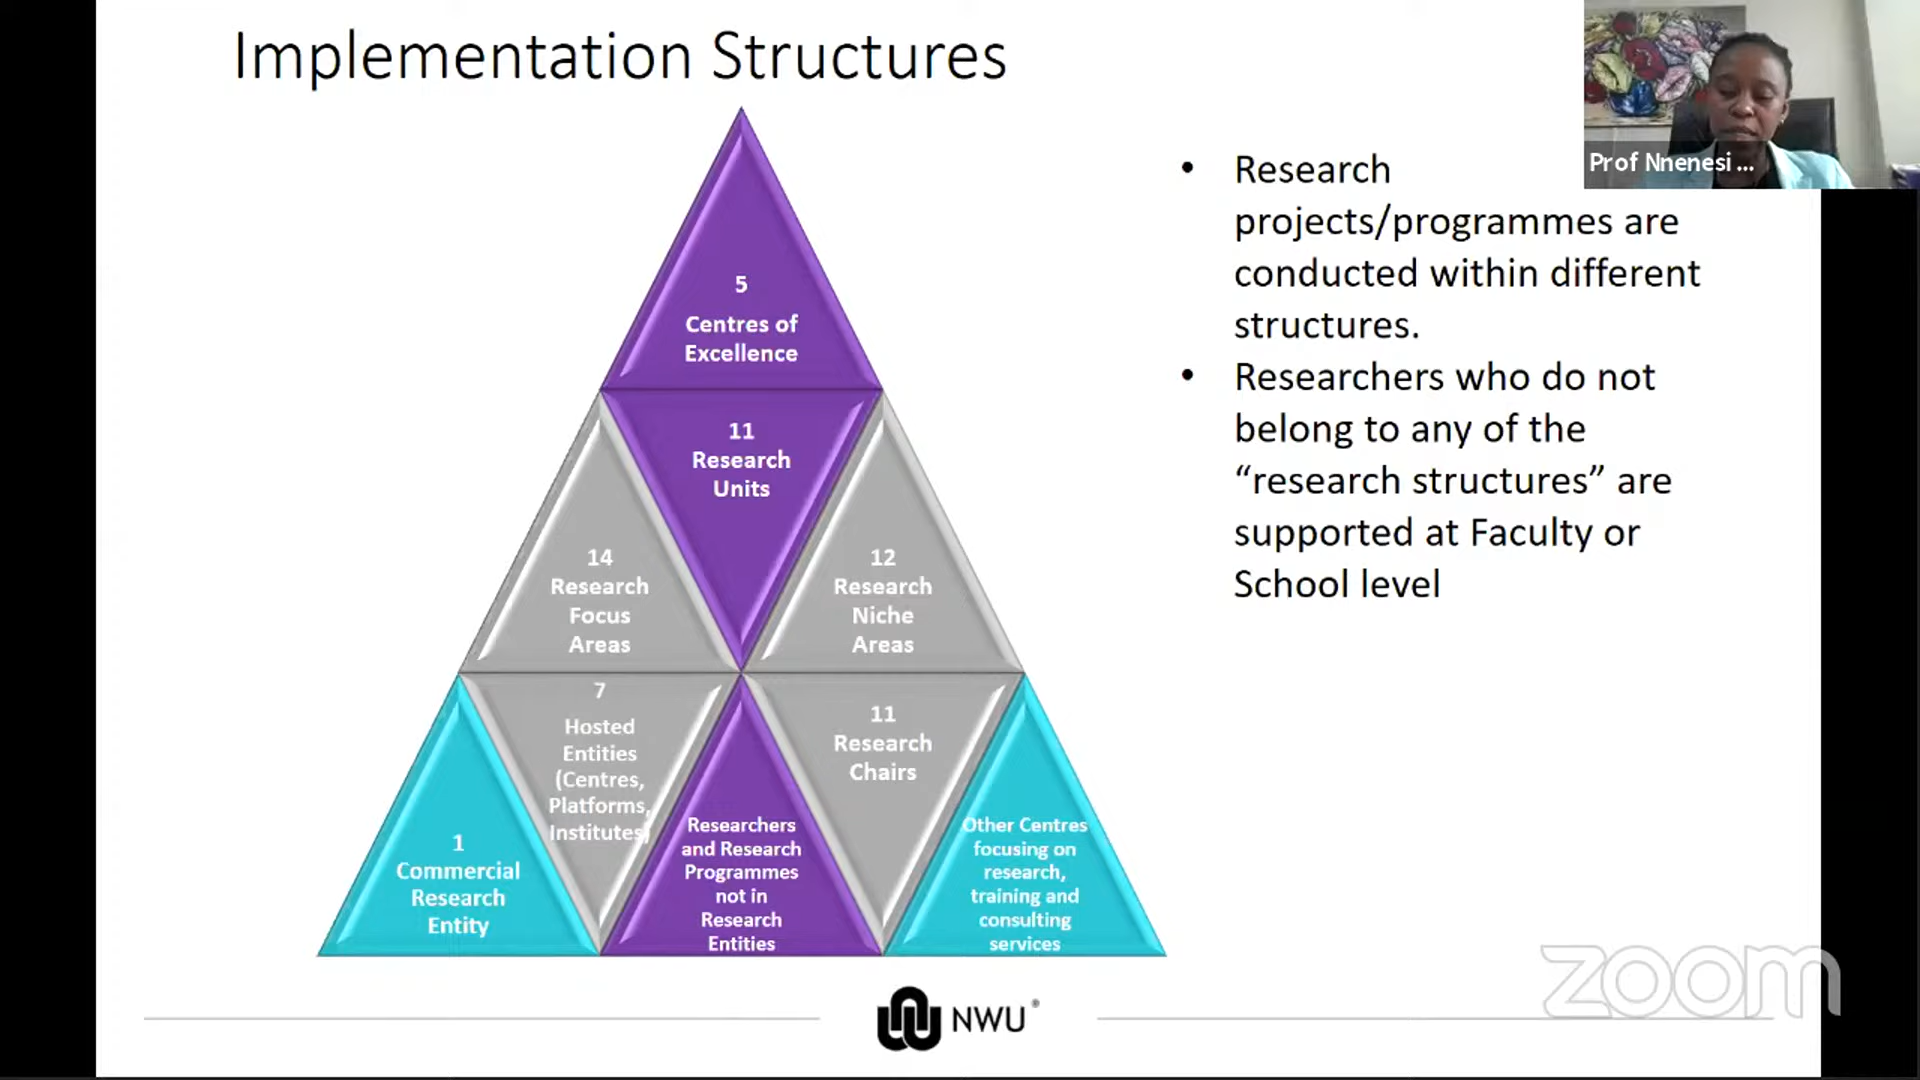 Implementation Structures
5
Centres of
Excellence
11
Research
Units
14
Research
Focus
Areas
12
Research
Niche
Areas
7
Hosted
Entities
(Centres,
Platforms,
Institutes)
11
Research
Chairs
1
Commercial
Research
Entity
Researchers
and Research
Programmes
not in
Research
Entities
Other Centres
focusing on
research,
training and
consulting
services
• Research
projects/programmes are
conducted within different
structures.
• Researchers who do not
belong to any of the
“research structures” are
supported at Faculty or
School level
Prof Nnenesi ...
NWU®
zoom